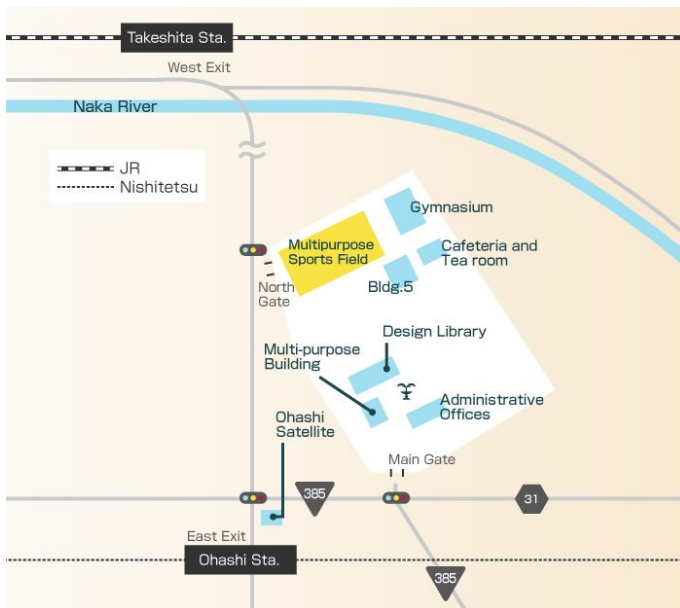 Takeshita Sta.
West Exit
Naka River
JR
Nishitetsu
Gymnasium
Multipurpose
Sports Field
Cafeteria and
Tea room
North
Gate
Bldg.5
Design Library
Multi-purpose
Building
Administrative
Offices
Ohashi
Satellite
Main Gate
385
31
East Exit
Ohashi Sta.
385